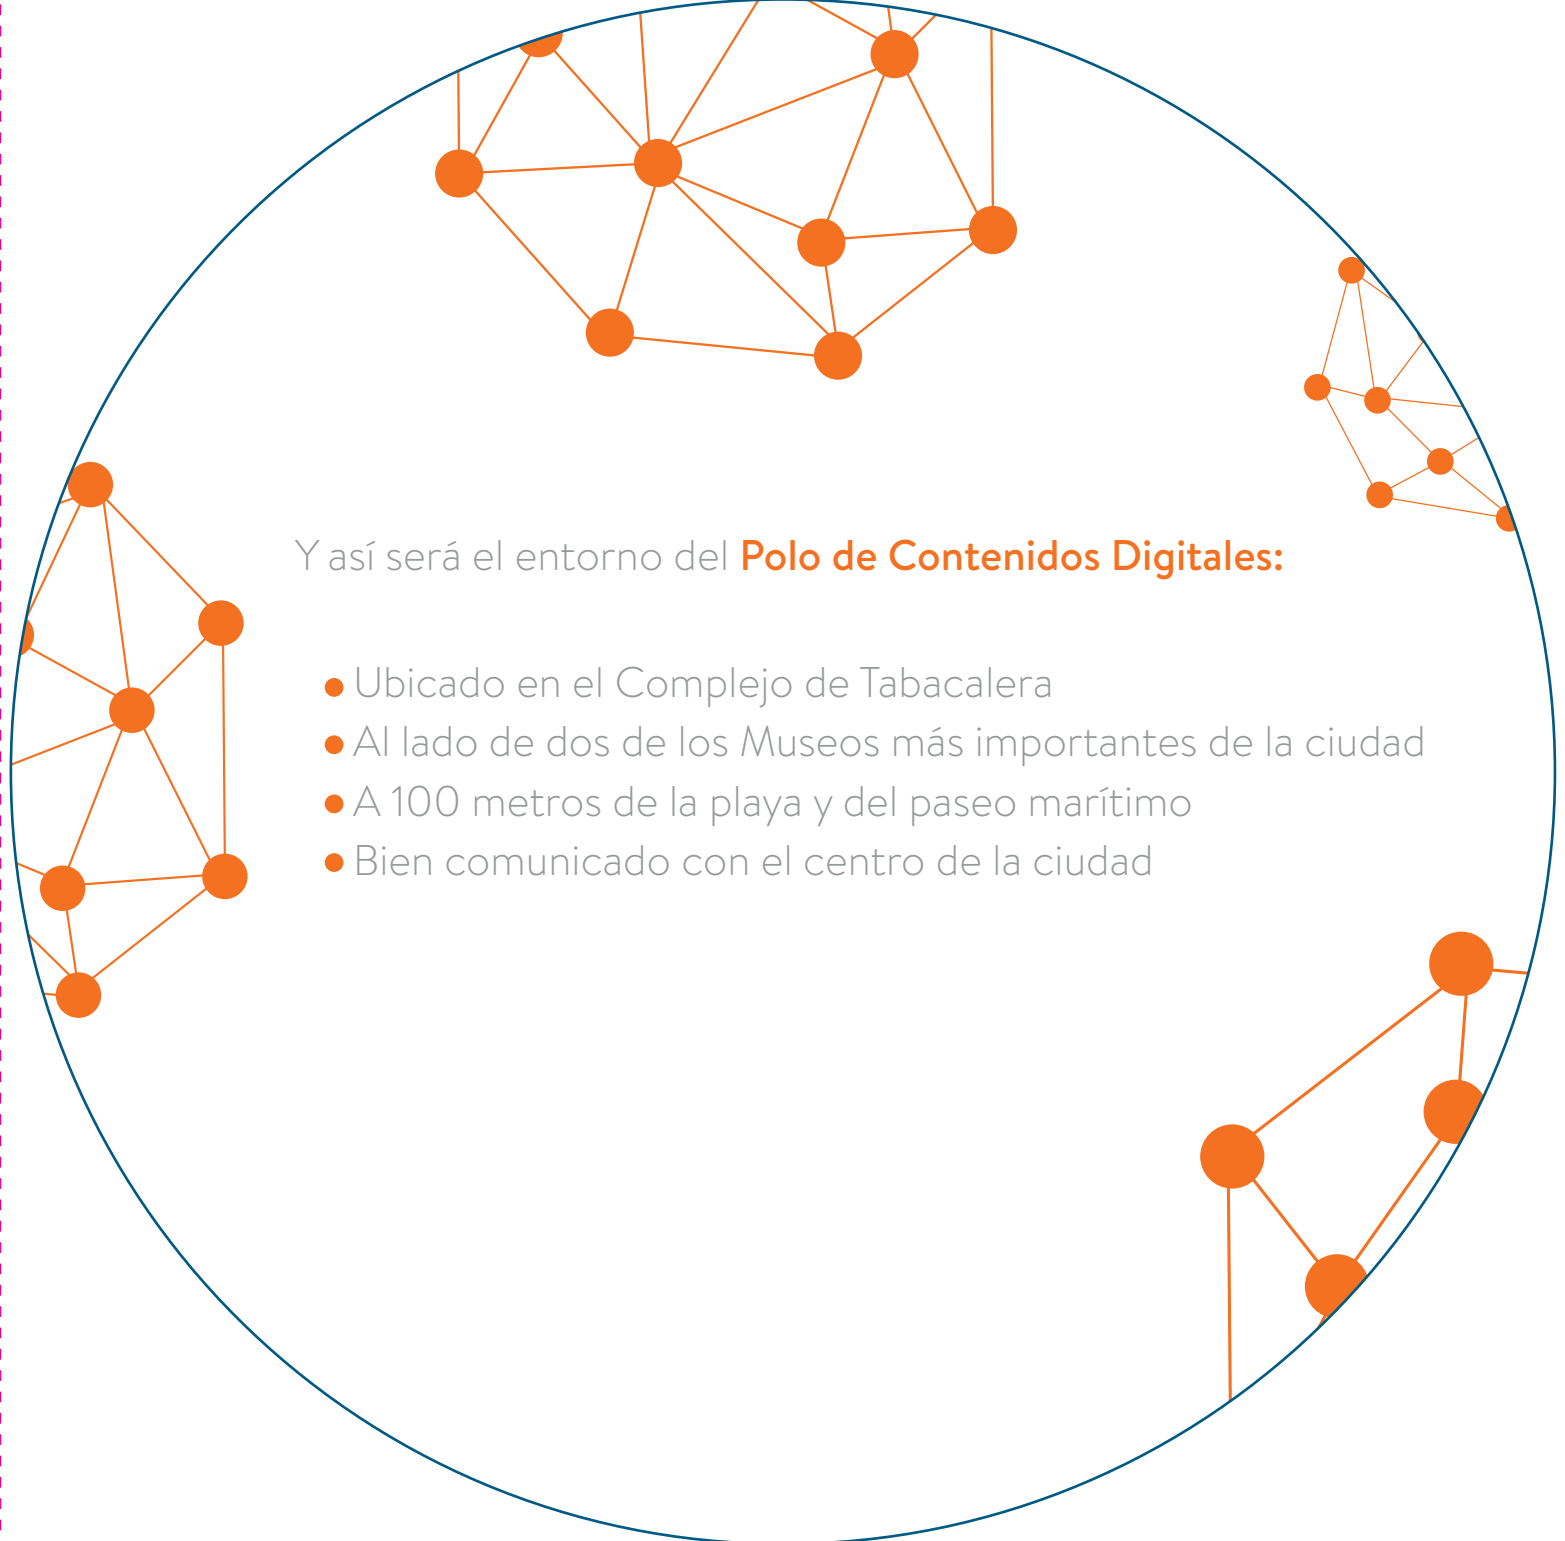 Y así será el entorno del Polo de Contenidos Digitales:
Ubicado en el Complejo de Tabacalera
Al lado de dos de los Museos más importantes de la ciudad
A 100 metros de la playa y del paseo marítimo
Bien comunicado con el centro de la ciudad